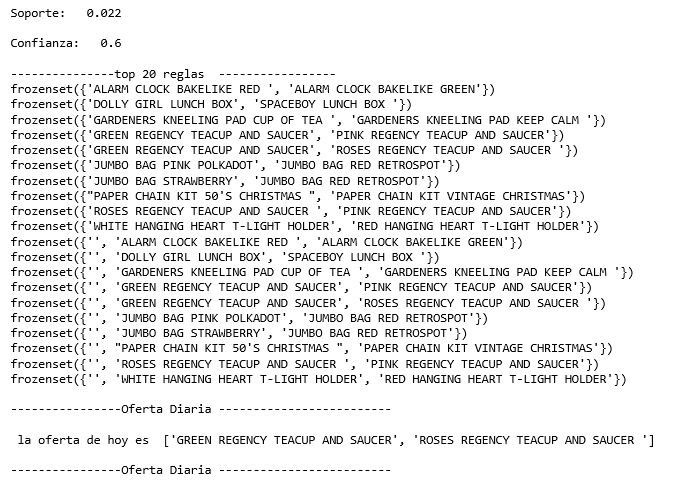 Soporte:   0.022
Confianza:   0.6
---------------top 20 reglas  -----------------
frozenset({'ALARM CLOCK BAKELIKE RED ', 'ALARM CLOCK BAKELIKE GREEN'})
frozenset({'DOLLY GIRL LUNCH BOX', 'SPACEBOY LUNCH BOX '})
frozenset({'GARDENERS KNEELING PAD CUP OF TEA ', 'GARDENERS KNEELING PAD KEEP CALM '})
frozenset({'GREEN REGENCY TEACUP AND SAUCER', 'PINK REGENCY TEACUP AND SAUCER'})
frozenset({'GREEN REGENCY TEACUP AND SAUCER', 'ROSES REGENCY TEACUP AND SAUCER '})
frozenset({'JUMBO BAG PINK POLKADOT', 'JUMBO BAG RED RETROSPOT'})
frozenset({'JUMBO BAG STRAWBERRY', 'JUMBO BAG RED RETROSPOT'})
frozenset({"PAPER CHAIN KIT 50'S CHRISTMAS ", 'PAPER CHAIN KIT VINTAGE CHRISTMAS'})
frozenset({'ROSES REGENCY TEACUP AND SAUCER ', 'PINK REGENCY TEACUP AND SAUCER'})
frozenset({'WHITE HANGING HEART T-LIGHT HOLDER', 'RED HANGING HEART T-LIGHT HOLDER'})
frozenset({'', 'ALARM CLOCK BAKELIKE RED ', 'ALARM CLOCK BAKELIKE GREEN'})
frozenset({'', 'DOLLY GIRL LUNCH BOX', 'SPACEBOY LUNCH BOX '})
frozenset({'', 'GARDENERS KNEELING PAD CUP OF TEA ', 'GARDENERS KNEELING PAD KEEP CALM '})
frozenset({'', 'GREEN REGENCY TEACUP AND SAUCER', 'PINK REGENCY TEACUP AND SAUCER'})
frozenset({'', 'GREEN REGENCY TEACUP AND SAUCER', 'ROSES REGENCY TEACUP AND SAUCER '})
frozenset({'', 'JUMBO BAG PINK POLKADOT', 'JUMBO BAG RED RETROSPOT'})
frozenset({'', 'JUMBO BAG STRAWBERRY', 'JUMBO BAG RED RETROSPOT'})
frozenset({'', "PAPER CHAIN KIT 50'S CHRISTMAS ", 'PAPER CHAIN KIT VINTAGE CHRISTMAS'})
frozenset({'', 'ROSES REGENCY TEACUP AND SAUCER ', 'PINK REGENCY TEACUP AND SAUCER'})
frozenset({'', 'WHITE HANGING HEART T-LIGHT HOLDER', 'RED HANGING HEART T-LIGHT HOLDER'})
----------------Oferta Diaria -------------------------
la oferta de hoy es  ['GREEN REGENCY TEACUP AND SAUCER', 'ROSES REGENCY TEACUP AND SAUCER ']
----------------Oferta Diaria -------------------------